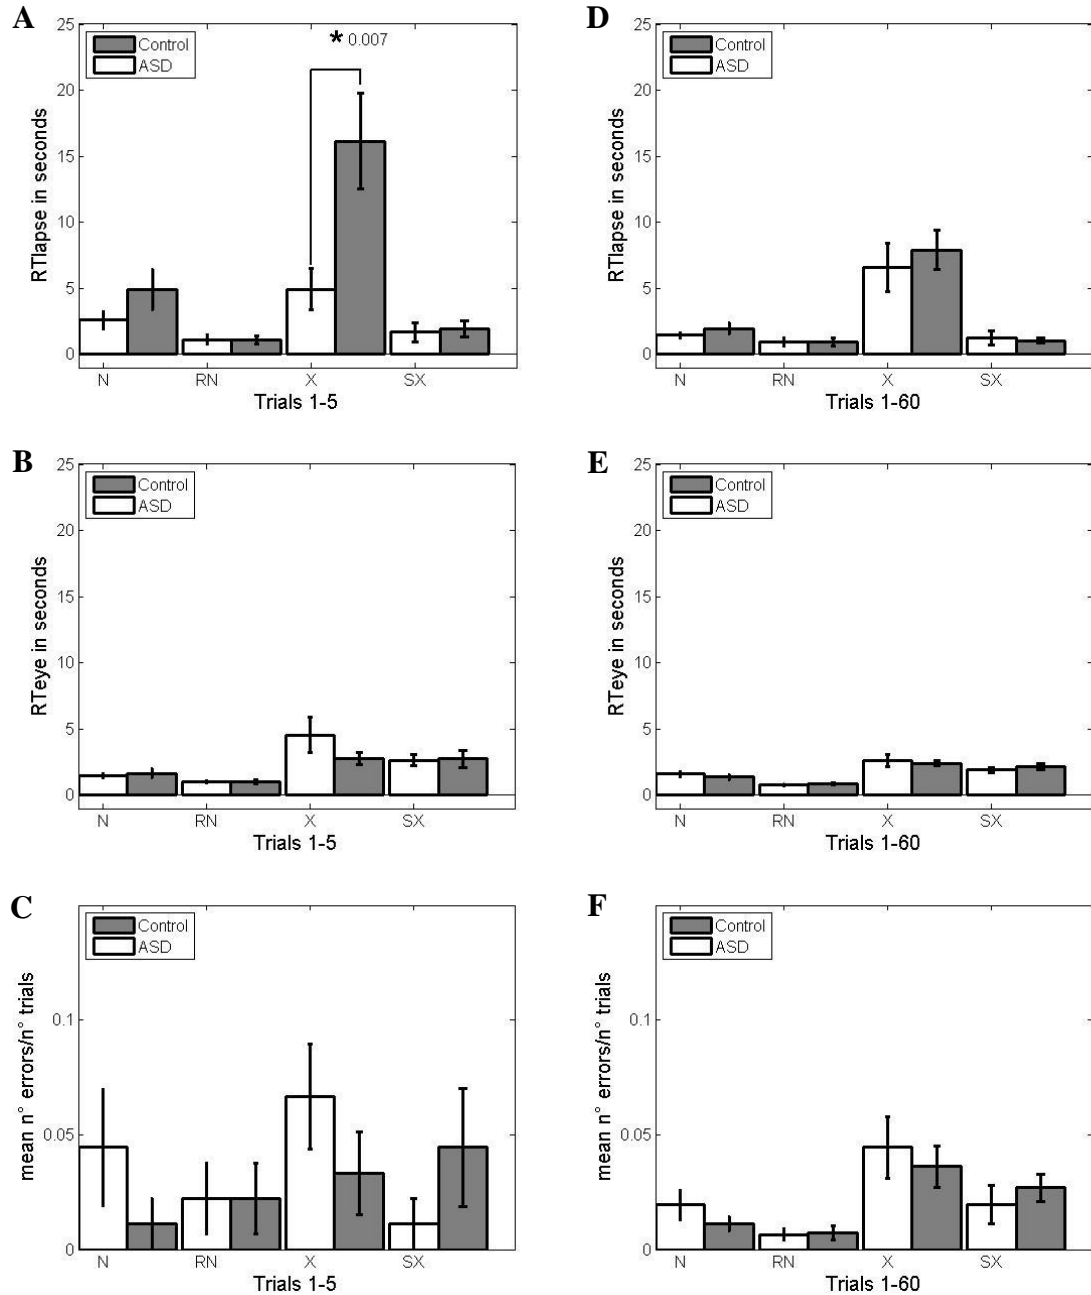 A
25
20
15
10
5
0
RTlapse in seconds
Control
ASD
* 0.007
N RN X SX
Trials 1-5
D
25
20
15
10
5
0
RTlapse in seconds
Control
ASD
N RN X SX
Trials 1-60
B
25
20
15
10
5
0
RTeye in seconds
Control
ASD
N RN X SX
Trials 1-5
E
25
20
15
10
5
0
RTeye in seconds
Control
ASD
N RN X SX
Trials 1-60
C
0.1
0.05
0
mean n° errors/n° trials
Control
ASD
N RN X SX
Trials 1-5
F
0.1
0.05
0
mean n° errors/n° trials
Control
ASD
N RN X SX
Trials 1-60